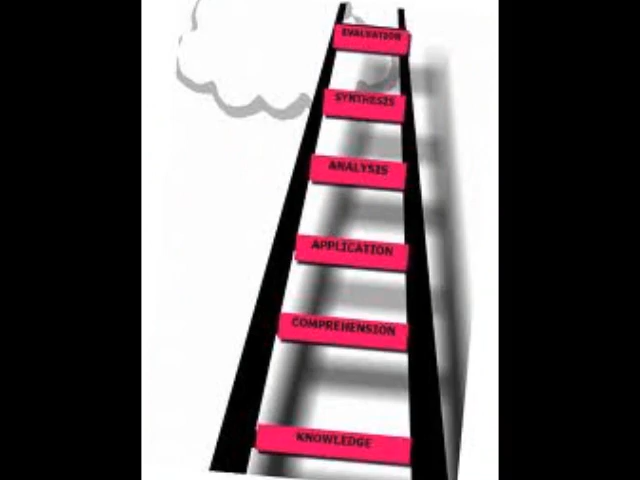 EVALUATION
SYNTHESIS
ANALYSIS
APPLICATION
COMPREHENSION
KNOWLEDGE